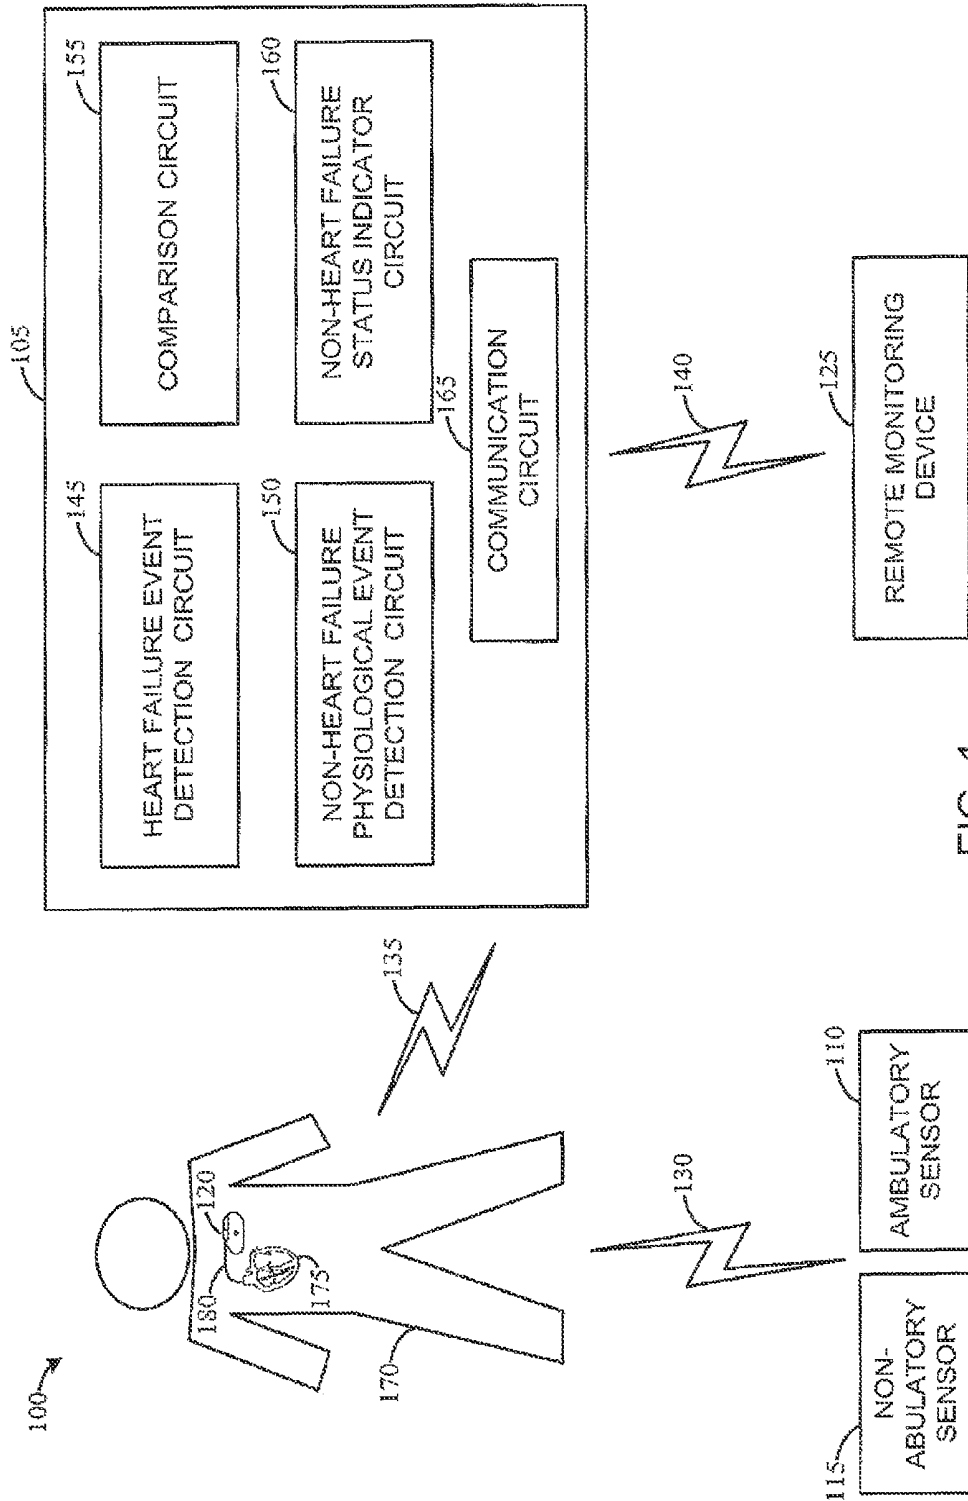 100
120
180
175
170
135
130
110
AMBULATORY
SENSOR
115
NON-
ABULATORY
SENSOR
105
145
HEART FAILURE EVENT
DETECTION CIRCUIT
155
COMPARISON CIRCUIT
150
NON-HEART FAILURE
PHYSIOLOGICAL EVENT
DETECTION CIRCUIT
160
NON-HEART FAILURE
STATUS INDICATOR
CIRCUIT
165
COMMUNICATION
CIRCUIT
140
125
REMOTE MONITORING
DEVICE
FIG. 1